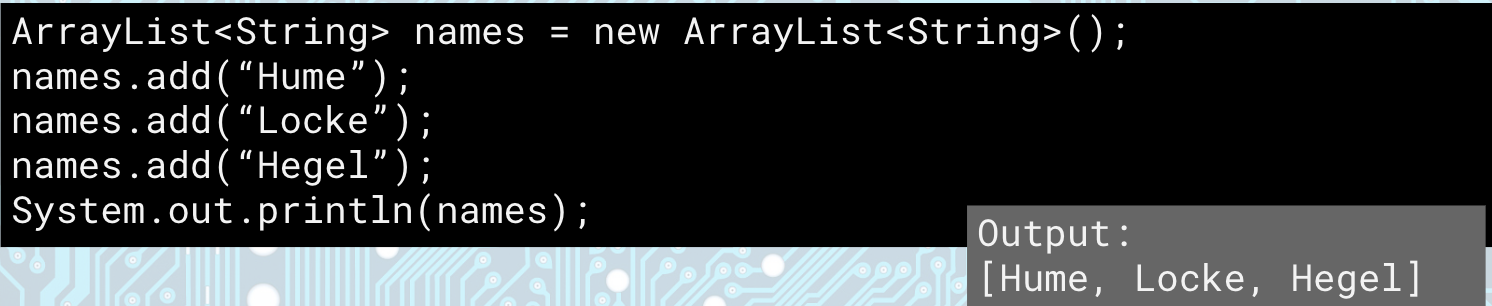 ArrayList<String> names = new ArrayList<String>();
names.add(“Hume”);
names.add(“Locke”);
names.add(“Hegel”);
System.out.println(names);
Output:
[Hume, Locke, Hegel]